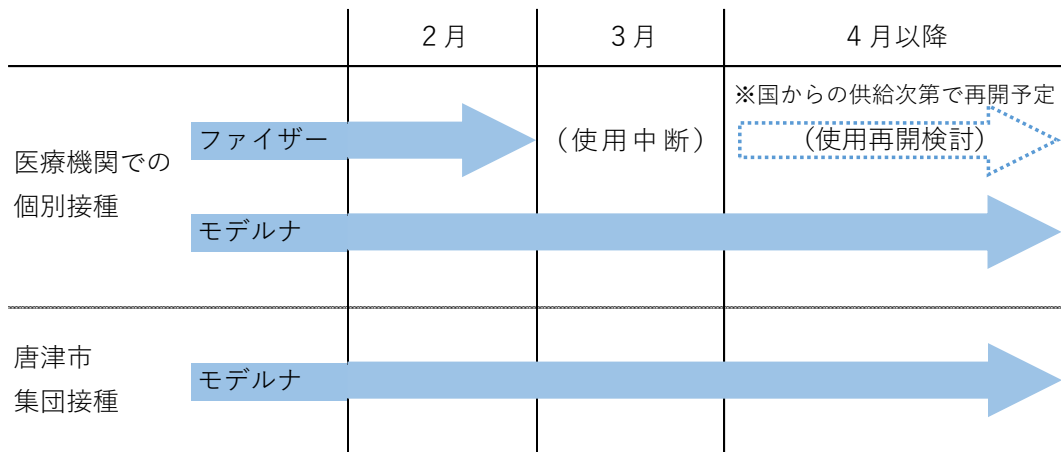 ２月
３月
４月以降
※国からの供給次第で再開予定
ファイザー
（使用中断）
（使用再開検討）
医療機関での
個別接種
モデルナ
唐津市
集団接種
モデルナ